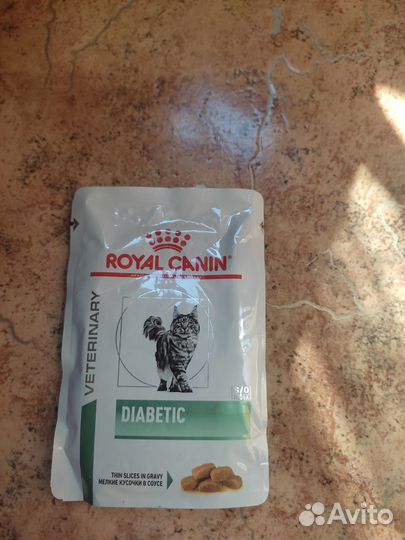 ROYAL CANIN
VETERINARY
S/O
DIABETIC
THIN SLICES IN GRAVY
МЕЛКИЕ КУСОЧКИ В СОУСЕ
Avito